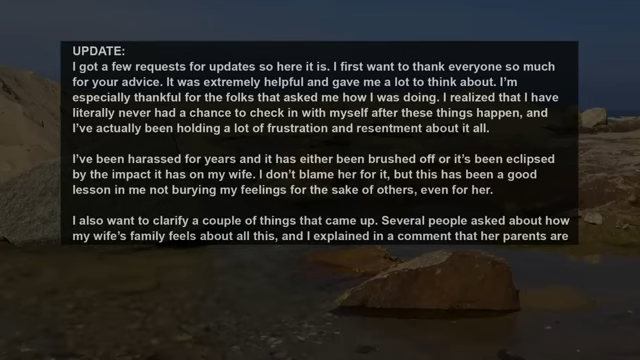 UPDATE:
I got a few requests for updates so here it is. I first want to thank everyone so much
for your advice. It was extremely helpful and gave me a lot to think about. I'm
especially thankful for the folks that asked me how I was doing. I realized that I have
literally never had a chance to check in with myself after these things happen, and
I've actually been holding a lot of frustration and resentment about it all.
I've been harassed for years and it has either been brushed off or it's been eclipsed
by the impact it has on my wife. I don't blame her for it, but this has been a good
lesson in me not burying my feelings for the sake of others, even for her.
I also want to clarify a couple of things that came up. Several people asked about how
my wife's family feels about all this, and I explained in a comment that her parents are